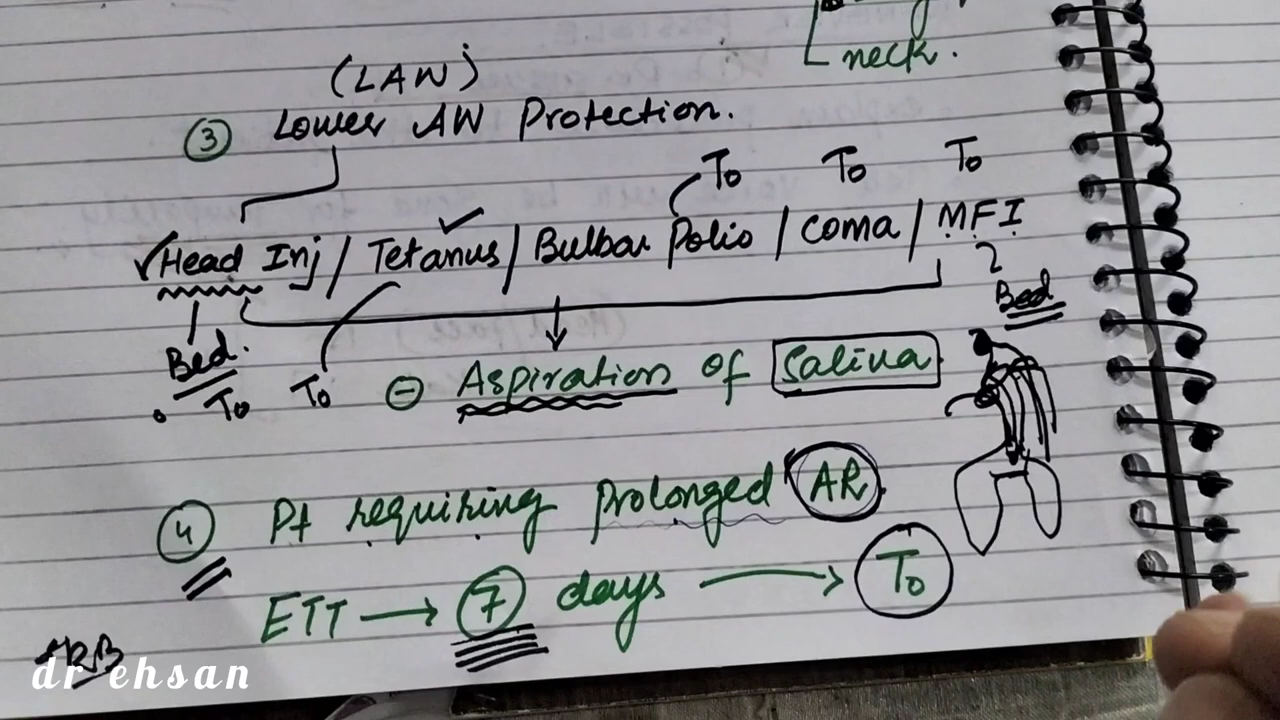 neck.
(LAW)
③ Lower AW Protection.
To To To
Head Inj / Tetanus / Bulbar Polio / Coma / MFI
Bed
Bed.
To To
⊖ Aspiration of Saliva
④ Pt requiring Prolonged AR
ETT → 7 days → To
dr ehsan